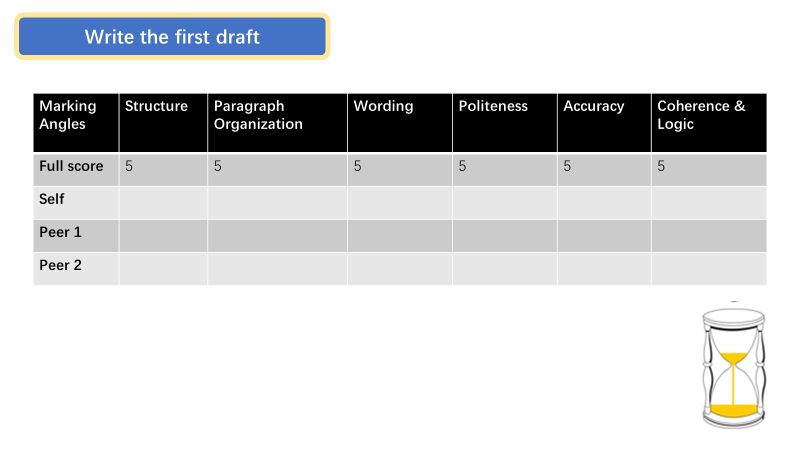 Write the first draft
Marking Angles Structure Paragraph Organization Wording Politeness Accuracy Coherence & Logic
Full score 5 5 5 5 5 5
Self
Peer 1
Peer 2